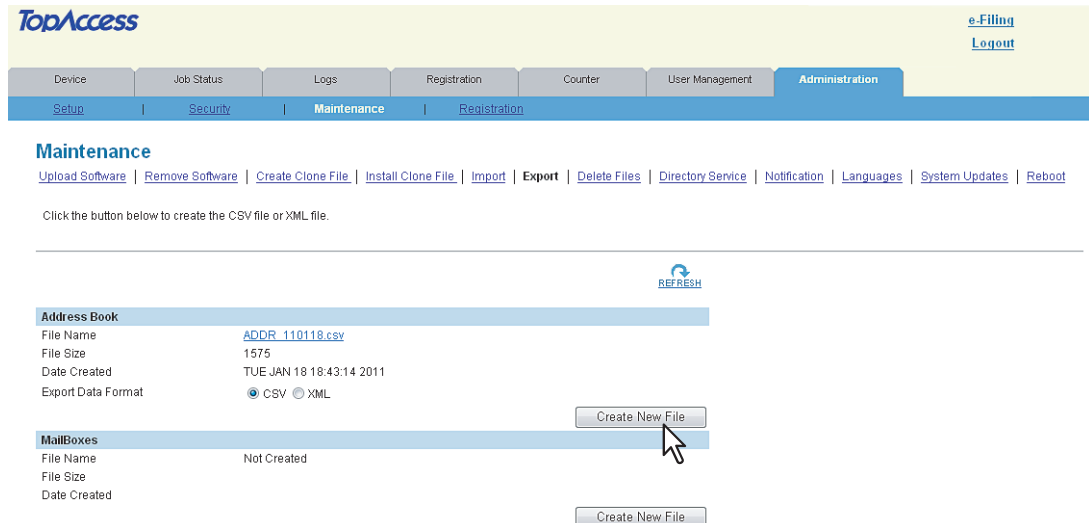 TopAccess
e-Filing
Logout
Device Job Status Logs Registration Counter User Management Administration
Setup | Security | Maintenance | Registration
Maintenance
Upload Software | Remove Software | Create Clone File | Install Clone File | Import | Export | Delete Files | Directory Service | Notification | Languages | System Updates | Reboot
Click the button below to create the CSV file or XML file.
REFRESH
Address Book
File Name ADDR_110118.csv
File Size 1575
Date Created TUE JAN 18 18:43:14 2011
Export Data Format CSV XML
Create New File
MailBoxes
File Name Not Created
File Size
Date Created
Create New File